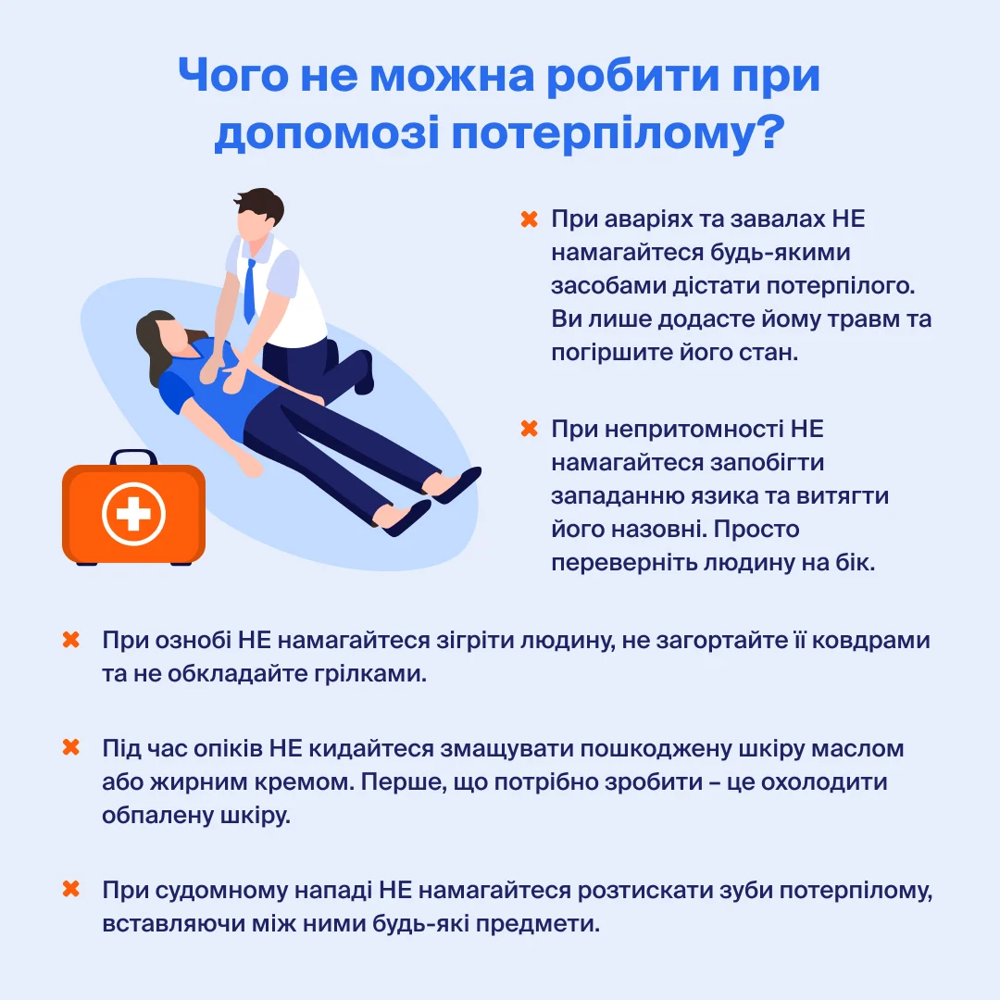 Чого не можна робити при
допомозі потерпілому?
При аваріях та завалах НЕ
намагайтеся будь-якими
засобами дістати потерпілого.
Ви лише додасте йому травм та
погіршите його стан.
При непритомності НЕ
намагайтеся запобігти
западанню язика та витягти
його назовні. Просто
переверніть людину на бік.
При ознобі НЕ намагайтеся зігріти людину, не загортайте її ковдрами
та не обкладайте грілками.
Під час опіків НЕ кидайтеся змащувати пошкоджену шкіру маслом
або жирним кремом. Перше, що потрібно зробити – це охолодити
обпалену шкіру.
При судомному нападі НЕ намагайтеся розтискати зуби потерпілому,
вставляючи між ними будь-які предмети.